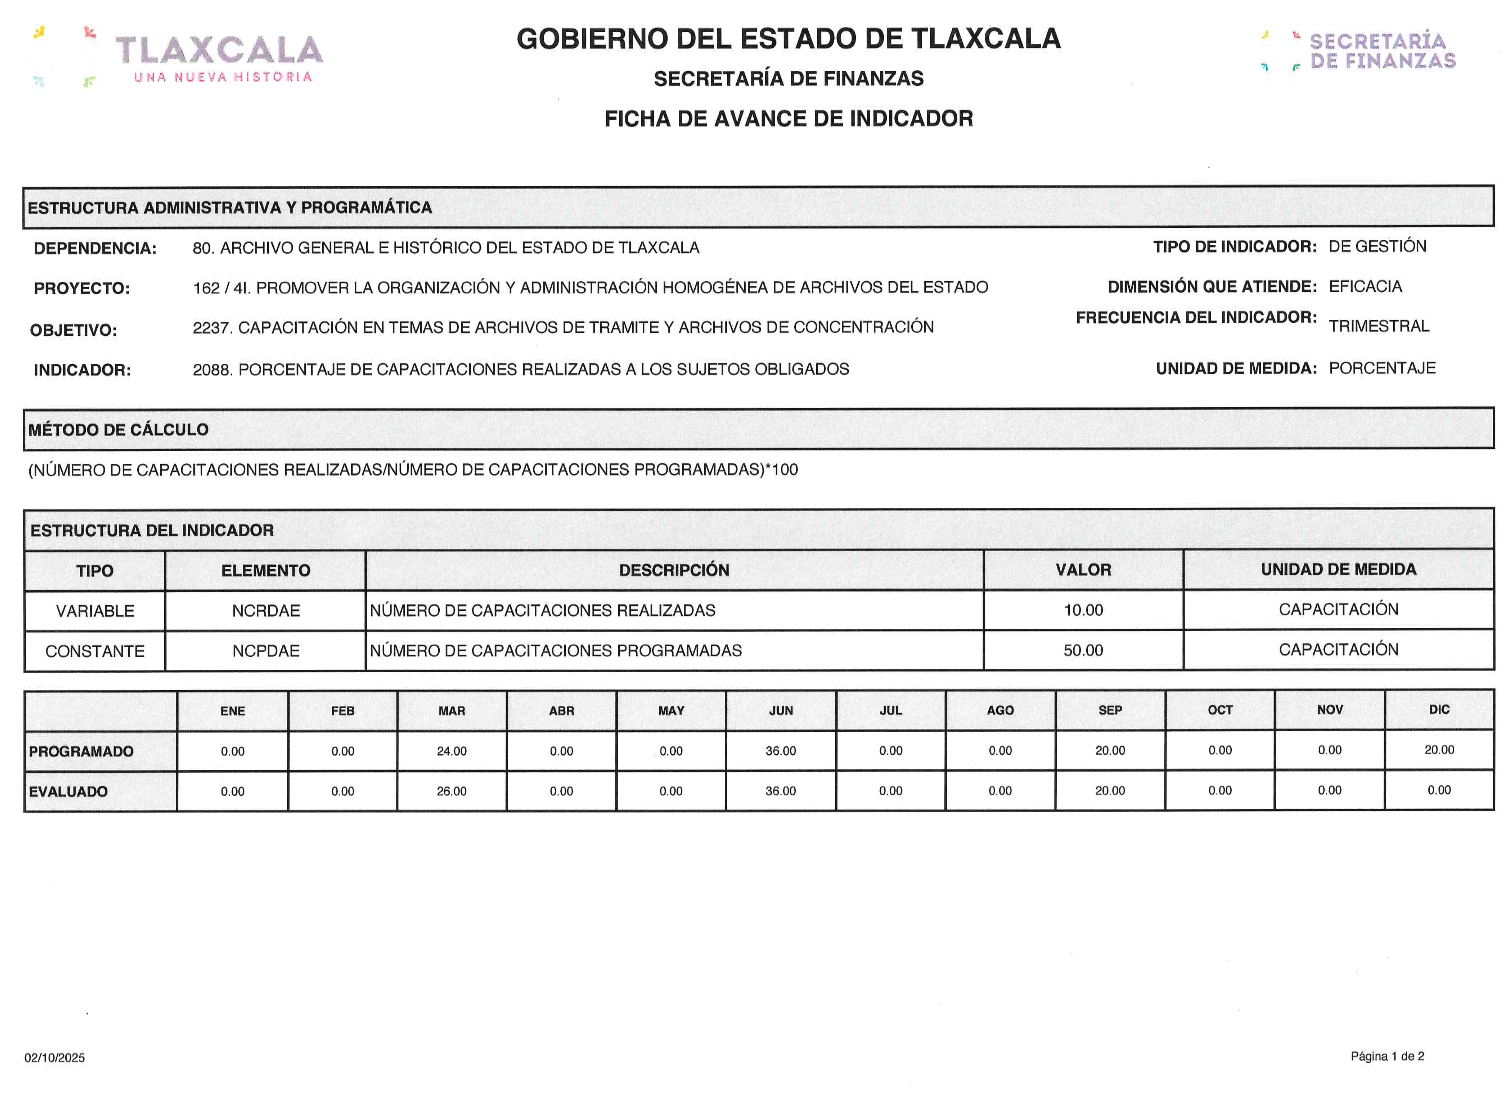 TLAXCALA
UNA NUEVA HISTORIA
GOBIERNO DEL ESTADO DE TLAXCALA
SECRETARÍA DE FINANZAS
FICHA DE AVANCE DE INDICADOR
SECRETARÍA
DE FINANZAS
ESTRUCTURA ADMINISTRATIVA Y PROGRAMÁTICA
DEPENDENCIA: 80. ARCHIVO GENERAL E HISTÓRICO DEL ESTADO DE TLAXCALA TIPO DE INDICADOR: DE GESTIÓN
PROYECTO: 162 / 4I. PROMOVER LA ORGANIZACIÓN Y ADMINISTRACIÓN HOMOGÉNEA DE ARCHIVOS DEL ESTADO DIMENSIÓN QUE ATIENDE: EFICACIA
OBJETIVO: 2237. CAPACITACIÓN EN TEMAS DE ARCHIVOS DE TRAMITE Y ARCHIVOS DE CONCENTRACIÓN FRECUENCIA DEL INDICADOR: TRIMESTRAL
INDICADOR: 2088. PORCENTAJE DE CAPACITACIONES REALIZADAS A LOS SUJETOS OBLIGADOS UNIDAD DE MEDIDA: PORCENTAJE
MÉTODO DE CÁLCULO
(NÚMERO DE CAPACITACIONES REALIZADAS/NÚMERO DE CAPACITACIONES PROGRAMADAS)*100
ESTRUCTURA DEL INDICADOR
TIPO ELEMENTO DESCRIPCIÓN VALOR UNIDAD DE MEDIDA
VARIABLE NCRDAE NÚMERO DE CAPACITACIONES REALIZADAS 10.00 CAPACITACIÓN
CONSTANTE NCPDAE NÚMERO DE CAPACITACIONES PROGRAMADAS 50.00 CAPACITACIÓN
ENE FEB MAR ABR MAY JUN JUL AGO SEP OCT NOV DIC
PROGRAMADO 0.00 0.00 24.00 0.00 0.00 36.00 0.00 0.00 20.00 0.00 0.00 20.00
EVALUADO 0.00 0.00 26.00 0.00 0.00 36.00 0.00 0.00 20.00 0.00 0.00 0.00
02/10/2025 Página 1 de 2